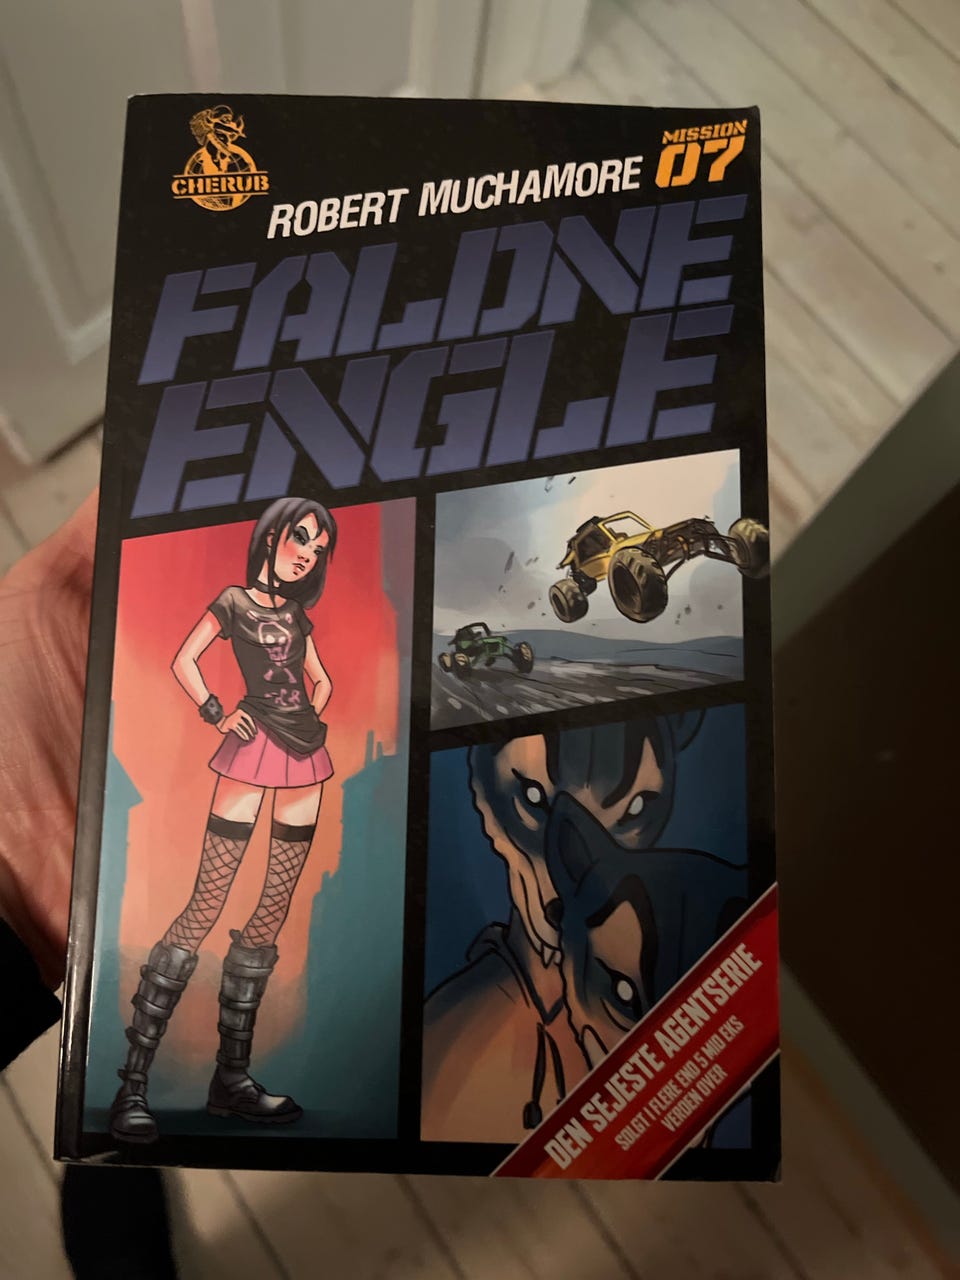 CHERUB
MISSION
07
ROBERT MUCHAMORE
FALDNE
ENGLE
DEN SEJESTE AGENTSERIE
SOLGT I FLERE END 5 MIO EKS
VERDEN OVER